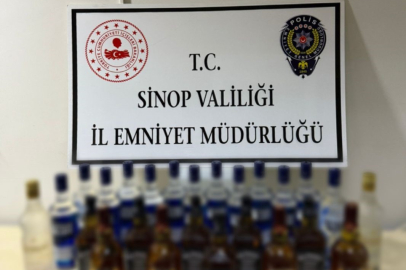 T.C.
SİNOP VALİLİĞİ
İL EMNİYET MÜDÜRLÜĞÜ